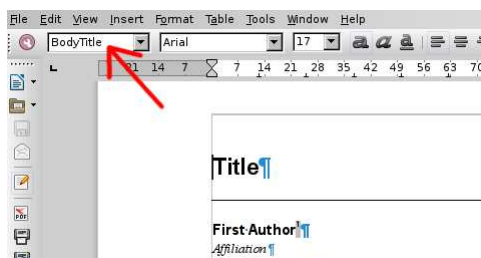 File Edit View Insert Format Table Tools Window Help
BodyTitle Arial 17 a a a
21 14 7 7 14 21 28 35 42 49 56 63 70
PDF
Title¶
First·Author¶
Affiliation¶